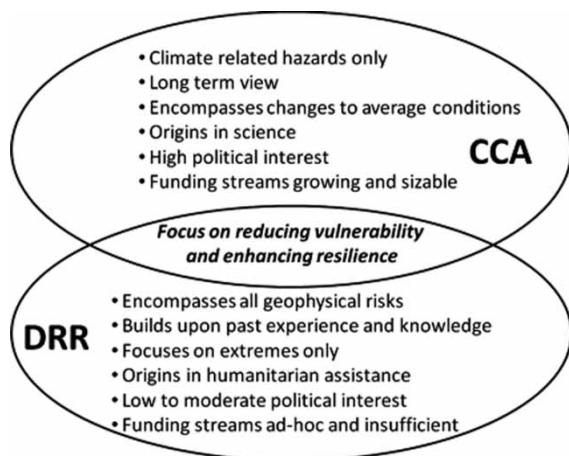 • Climate related hazards only
• Long term view
• Encompasses changes to average conditions
• Origins in science
• High political interest
• Funding streams growing and sizable
CCA
Focus on reducing vulnerability
and enhancing resilience
DRR
• Encompasses all geophysical risks
• Builds upon past experience and knowledge
• Focuses on extremes only
• Origins in humanitarian assistance
• Low to moderate political interest
• Funding streams ad-hoc and insufficient